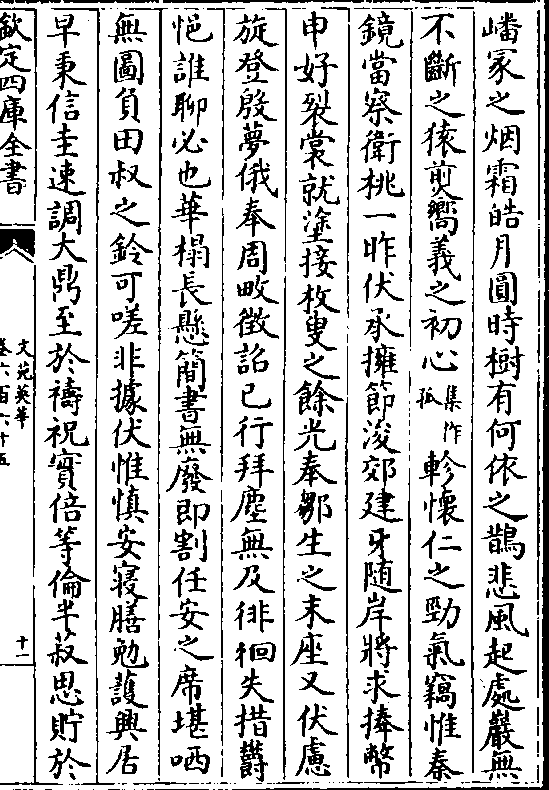 嶓冢之烟霜皓月圓時樹有何依之鵲悲風起處巖無
不斷之猿煎嚮義之初心集作孤軫懷仁之勁氣竊惟秦
鏡當察衛桃一昨伏承擁節浚郊建牙隋岸將求捧幣
申好裂裳就塗接枚叟之餘光奉鄒生之末座又伏慮
旋登殷夢俄奉周畋徵詔已行拜塵無及徘徊失措欝
悒誰聊必也華榻長懸簡書無廢即割任安之席堪哂
無圖負田叔之鈴可嗟非據伏惟慎安寢膳勉護興居
早秉信圭速調大鼎至於禱祝實倍等倫半菽思貯於
欽定四庫全書
文苑英華
卷六百六十五
十一